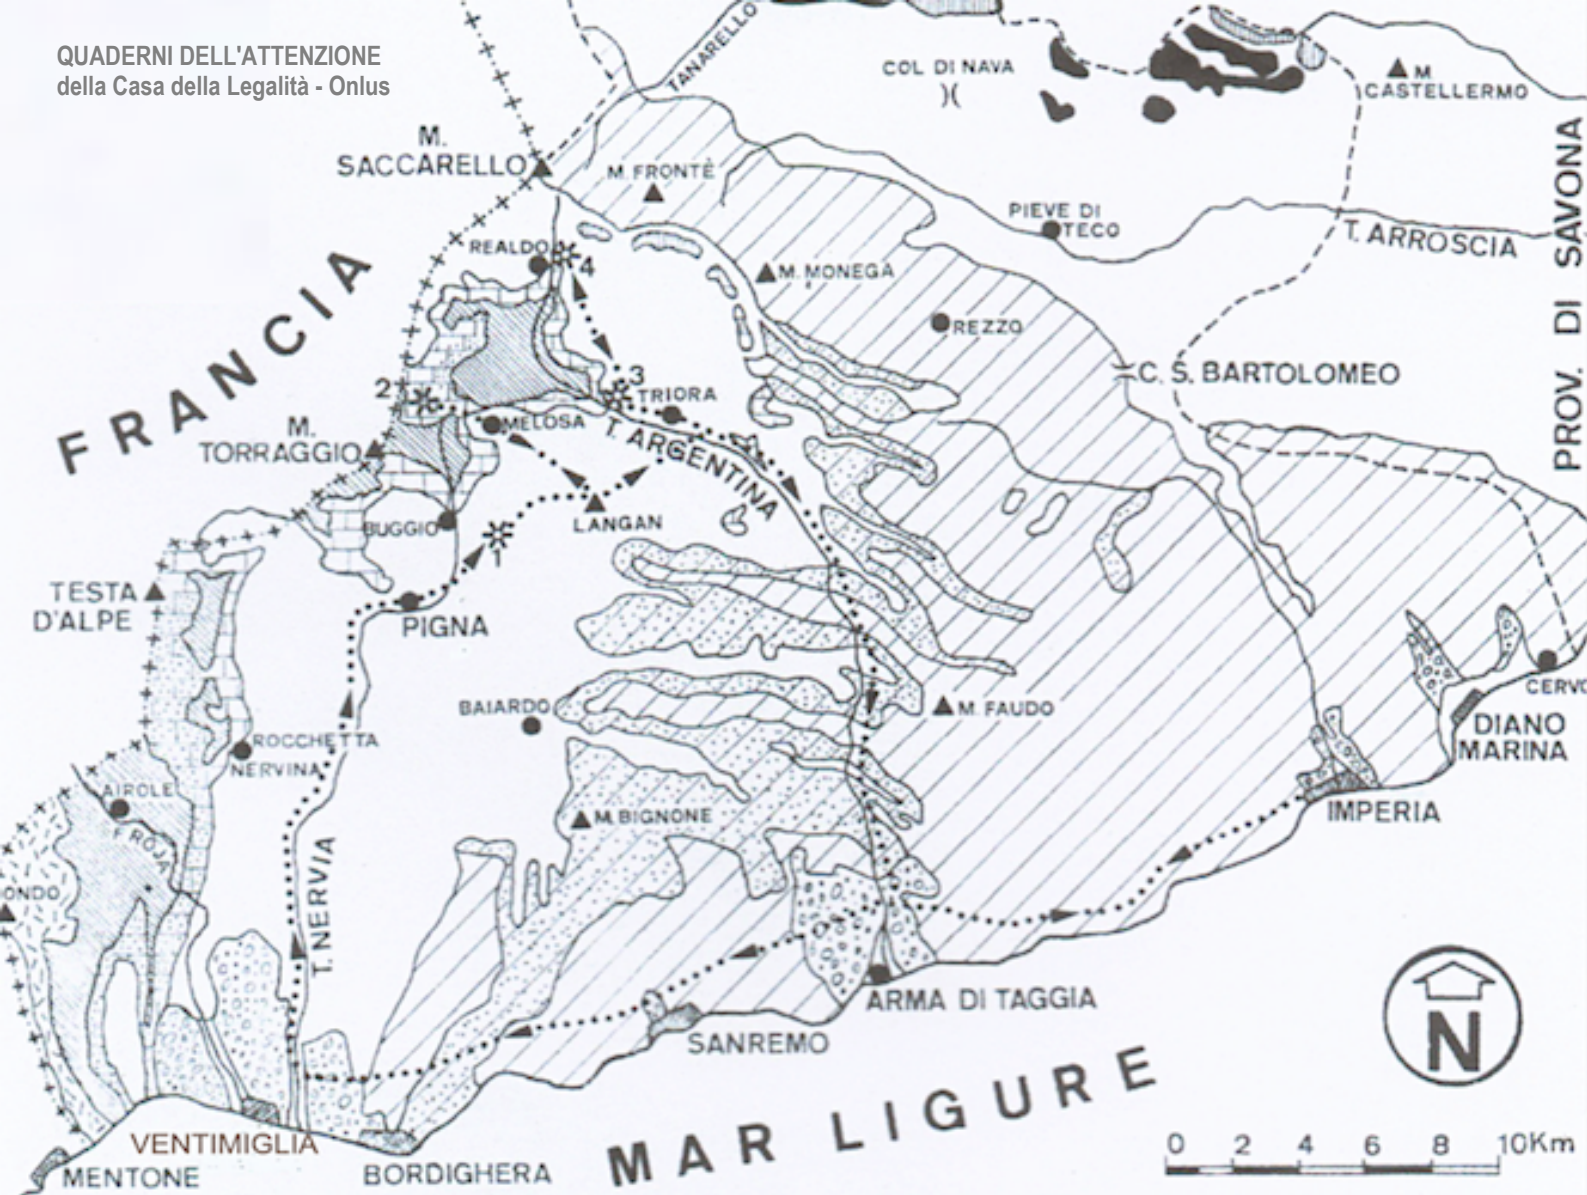 QUADERNI DELL'ATTENZIONE
della Casa della Legalità - Onlus
TANARELLO
COL DI NAVA
)(
M.
CASTELLERMO
M.
SACCARELLO
M. FRONTÈ
PIEVE DI
TECO
T. ARROSCIA
PROV. DI SAVONA
REALDO
4
M. MONEGA
REZZO
FRANCIA
C. S. BARTOLOMEO
2
3
TRIORA
MELOSA
M.
TORRAGGIO
T. ARGENTINA
BUGGIO
LANGAN
1
TESTA
D'ALPE
PIGNA
BAIARDO
M. FAUDO
CERVO
DIANO
MARINA
ROCCHETTA
NERVINA
AIROLE
F. ROJA
M. BIGNONE
IMPERIA
T. NERVIA
ONDO
ARMA DI TAGGIA
SANREMO
N
MAR LIGURE
VENTIMIGLIA
MENTONE
BORDIGHERA
0 2 4 6 8 10Km